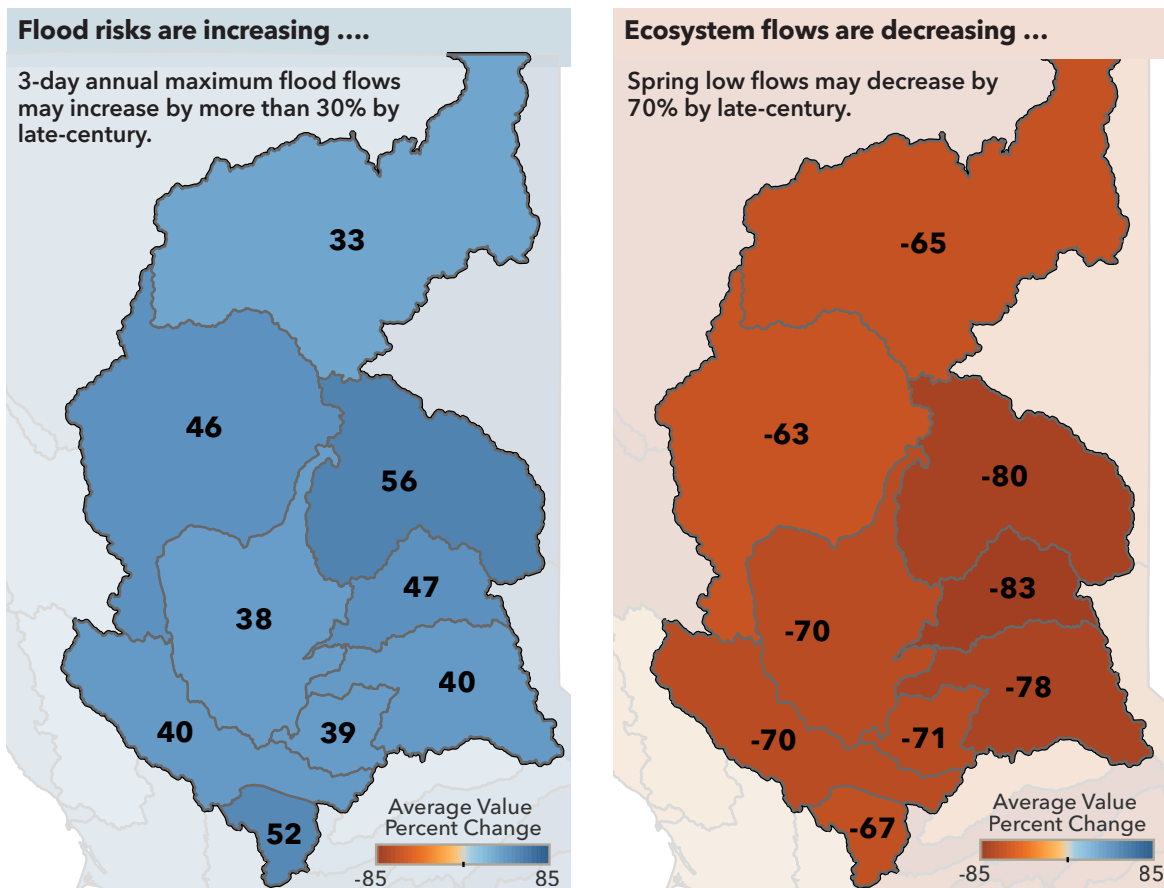 Flood risks are increasing ....
3-day annual maximum flood flows
may increase by more than 30% by
late-century.
33
46
56
47
38
40
40
39
52
Average Value
Percent Change
-85
85
Ecosystem flows are decreasing ...
Spring low flows may decrease by
70% by late-century.
-65
-63
-80
-83
-70
-78
-70
-71
-67
Average Value
Percent Change
-85
85